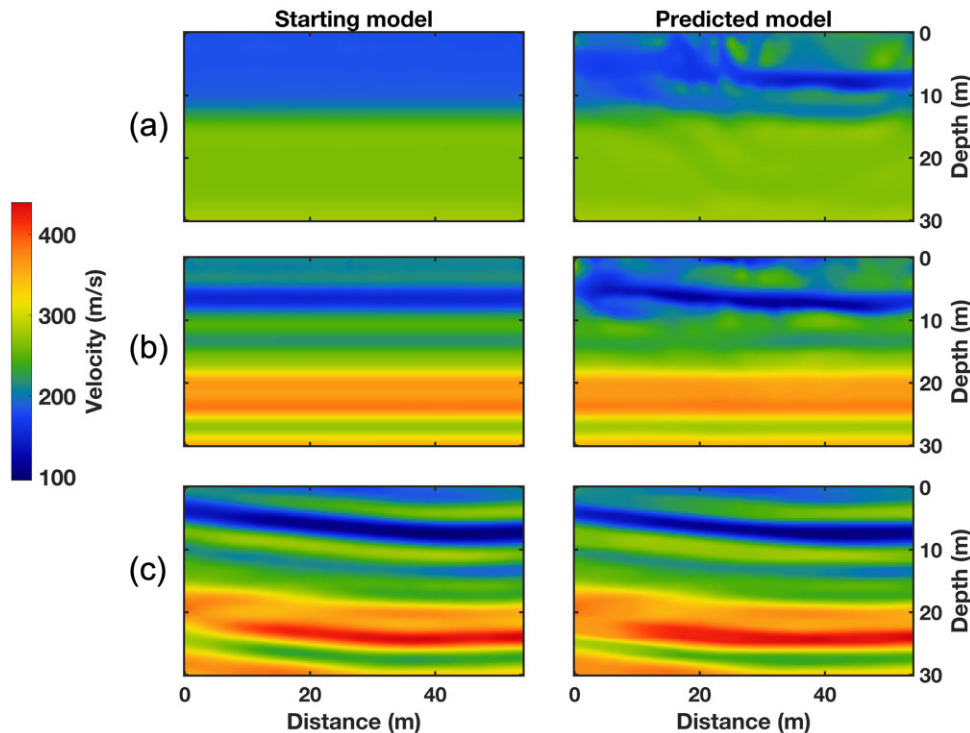 Starting model
Predicted model
(a)
0
10
20
30
Depth (m)
(b)
0
10
20
30
Depth (m)
(c)
0
10
20
30
Depth (m)
400
300
200
100
Velocity (m/s)
0
20
40
0
20
40
Distance (m)
Distance (m)